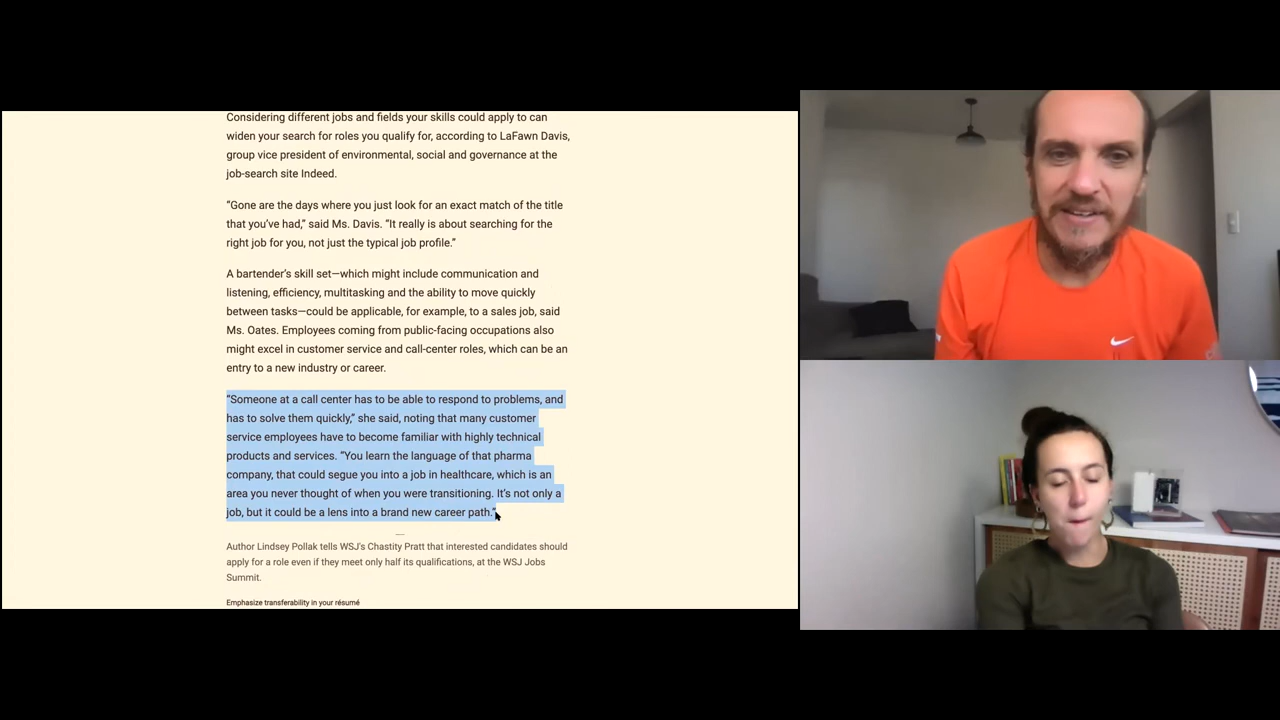 Considering different jobs and fields your skills could apply to can
widen your search for roles you qualify for, according to LaFawn Davis,
group vice president of environmental, social and governance at the
job-search site Indeed.
“Gone are the days where you just look for an exact match of the title
that you’ve had,” said Ms. Davis. “It really is about searching for the
right job for you, not just the typical job profile.”
A bartender’s skill set—which might include communication and
listening, efficiency, multitasking and the ability to move quickly
between tasks—could be applicable, for example, to a sales job, said
Ms. Oates. Employees coming from public-facing occupations also
might excel in customer service and call-center roles, which can be an
entry to a new industry or career.
“Someone at a call center has to be able to respond to problems, and
has to solve them quickly,” she said, noting that many customer
service employees have to become familiar with highly technical
products and services. “You learn the language of that pharma
company, that could segue you into a job in healthcare, which is an
area you never thought of when you were transitioning. It’s not only a
job, but it could be a lens into a brand new career path.”
Author Lindsey Pollak tells WSJ’s Chastity Pratt that interested candidates should
apply for a role even if they meet only half its qualifications, at the WSJ Jobs
Summit.
Emphasize transferability in your résumé